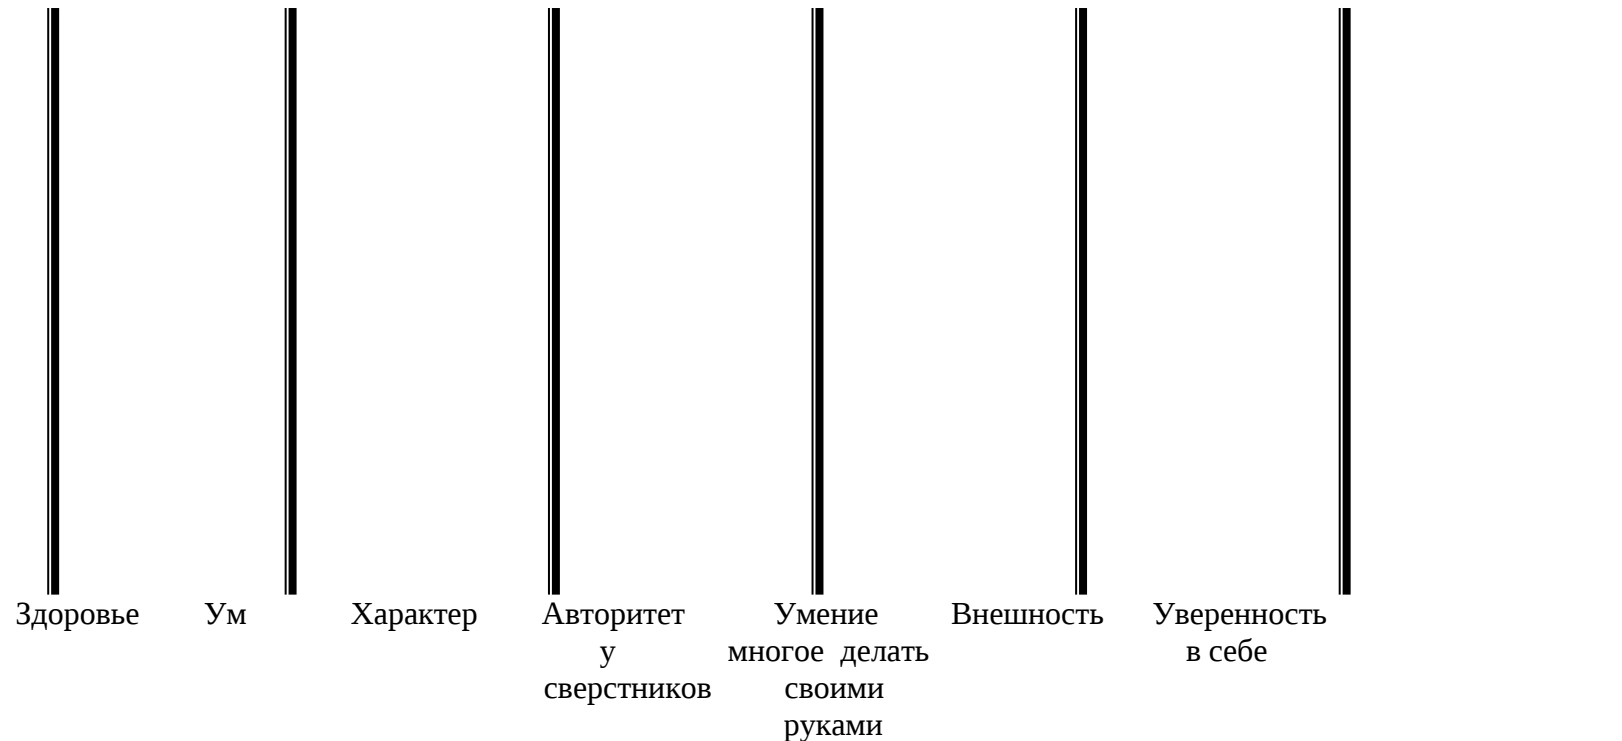 Здоровье Ум Характер Авторитет Умение Внешность Уверенность
у многое делать в себе
сверстников своими
руками